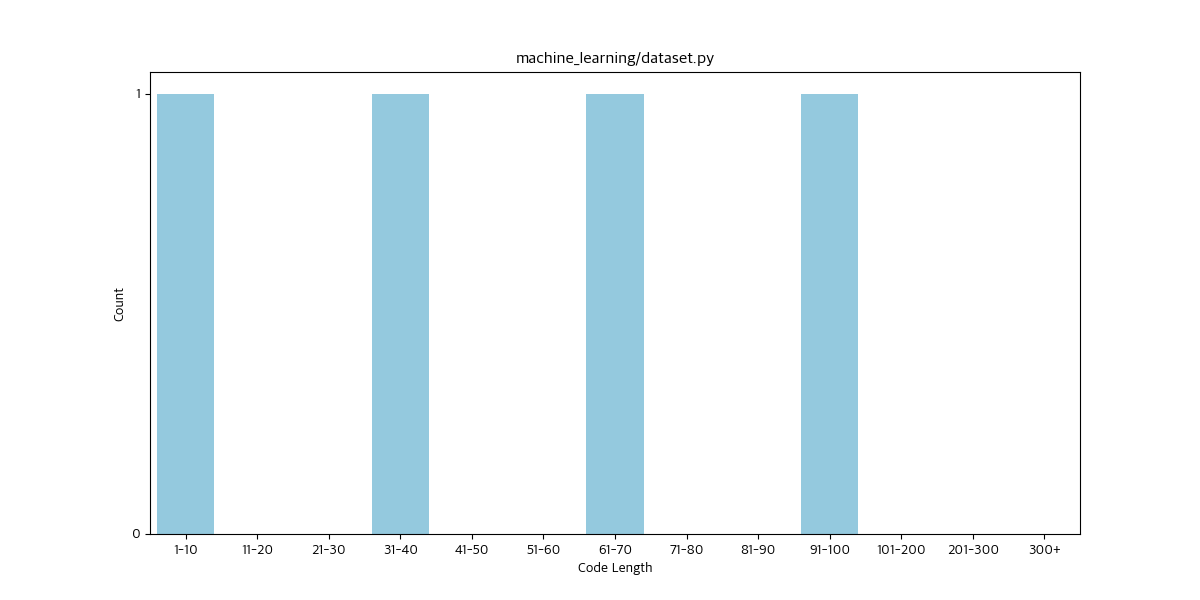 machine_learning/dataset.py
1
Count
0
1-10 11-20 21-30 31-40 41-50 51-60 61-70 71-80 81-90 91-100 101-200 201-300 300+
Code Length